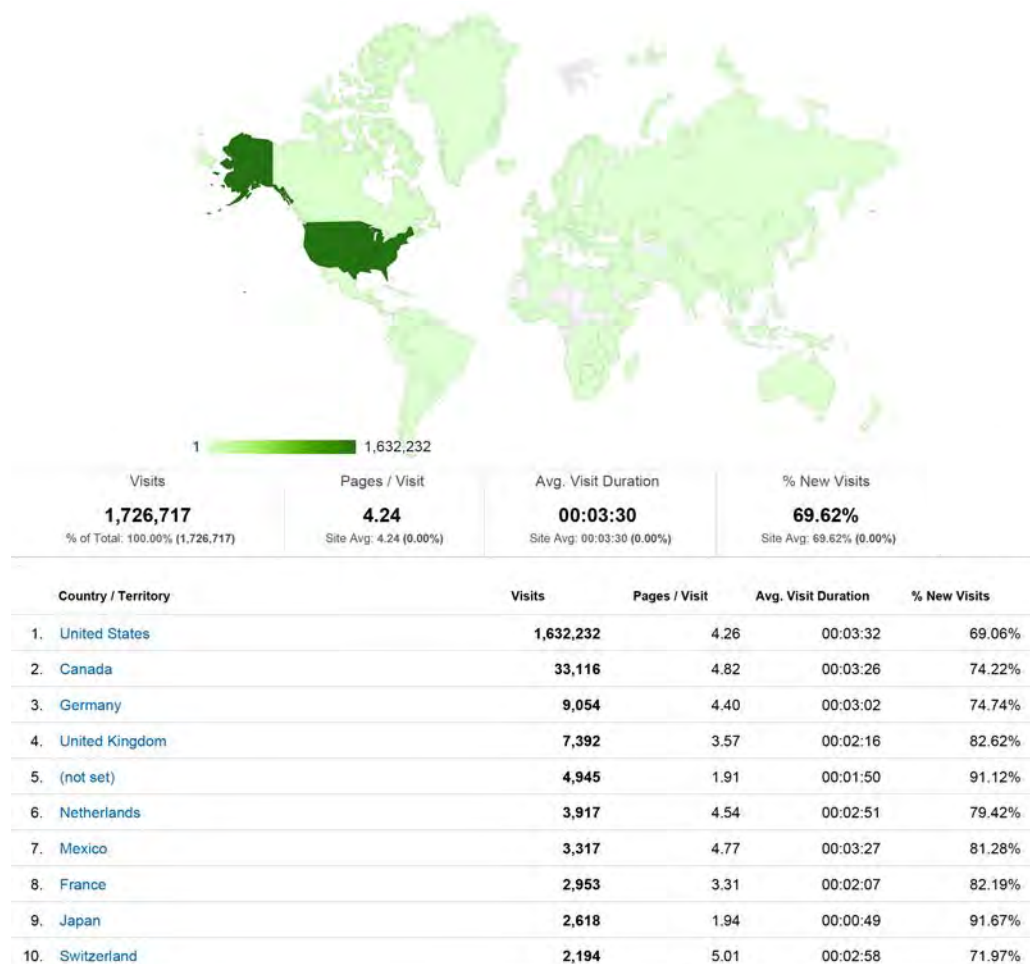 1 1,632,232
Visits Pages / Visit Avg. Visit Duration % New Visits
1,726,717 4.24 00:03:30 69.62%
% of Total: 100.00% (1,726,717) Site Avg: 4.24 (0.00%) Site Avg: 00:03:30 (0.00%) Site Avg: 69.62% (0.00%)
Country / Territory Visits Pages / Visit Avg. Visit Duration % New Visits
1. United States 1,632,232 4.26 00:03:32 69.06%
2. Canada 33,116 4.82 00:03:26 74.22%
3. Germany 9,054 4.40 00:03:02 74.74%
4. United Kingdom 7,392 3.57 00:02:16 82.62%
5. (not set) 4,945 1.91 00:01:50 91.12%
6. Netherlands 3,917 4.54 00:02:51 79.42%
7. Mexico 3,317 4.77 00:03:27 81.28%
8. France 2,953 3.31 00:02:07 82.19%
9. Japan 2,618 1.94 00:00:49 91.67%
10. Switzerland 2,194 5.01 00:02:58 71.97%